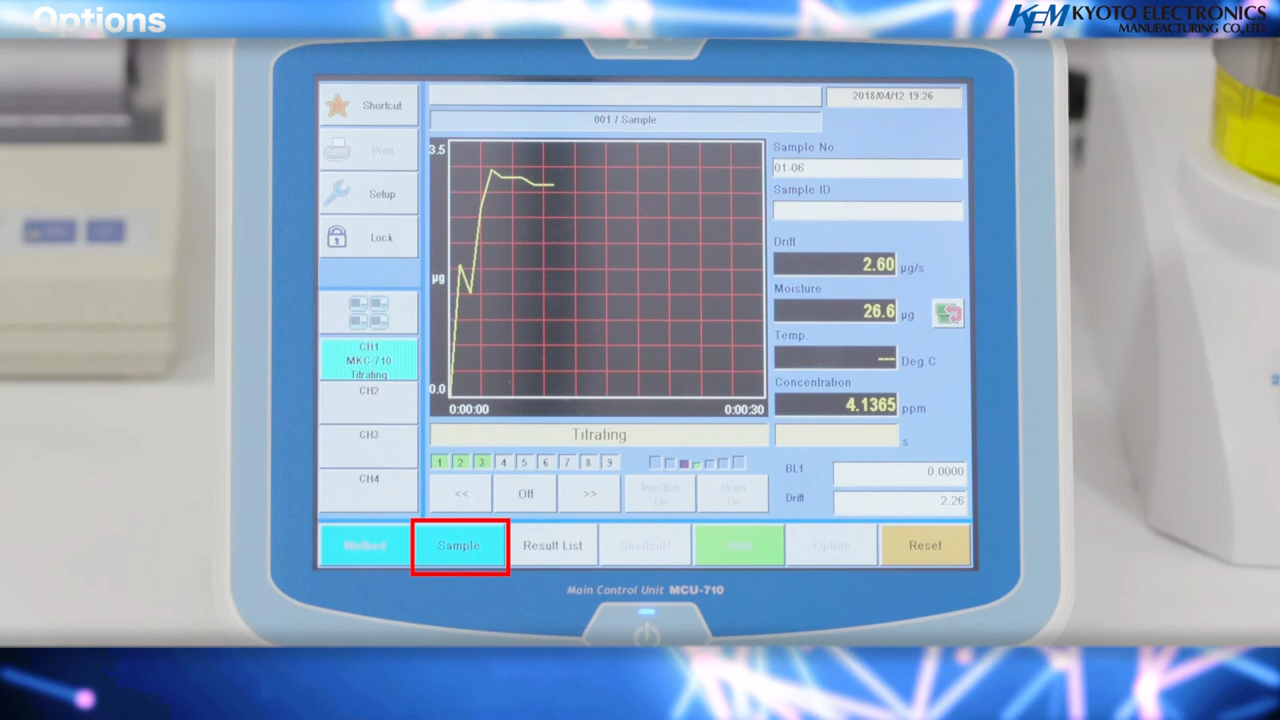 Options
KEM KYOTO ELECTRONICS
MANUFACTURING CO., LTD.
Shortcut
Print
Setup
Lock
CH1
MKC-710
Titrating
CH2
CH3
CH4
2018/04/12 19:26
001 / Sample
3.5
µg
0.0
0:00:00
0:00:30
Sample No.
01-06
Sample ID
Drift
2.60 µg/s
Moisture
26.6 µg
Temp.
--- Deg.C
Concentration
4.1365 ppm
Titrating
s
1 2 3 4 5 6 7 8 9
<< Off >>
Injection
On
Drain
On
BL1 0.0000
Drift 2.26
Method Sample Result List Shortcut Option Reset
Main Control Unit MCU-710